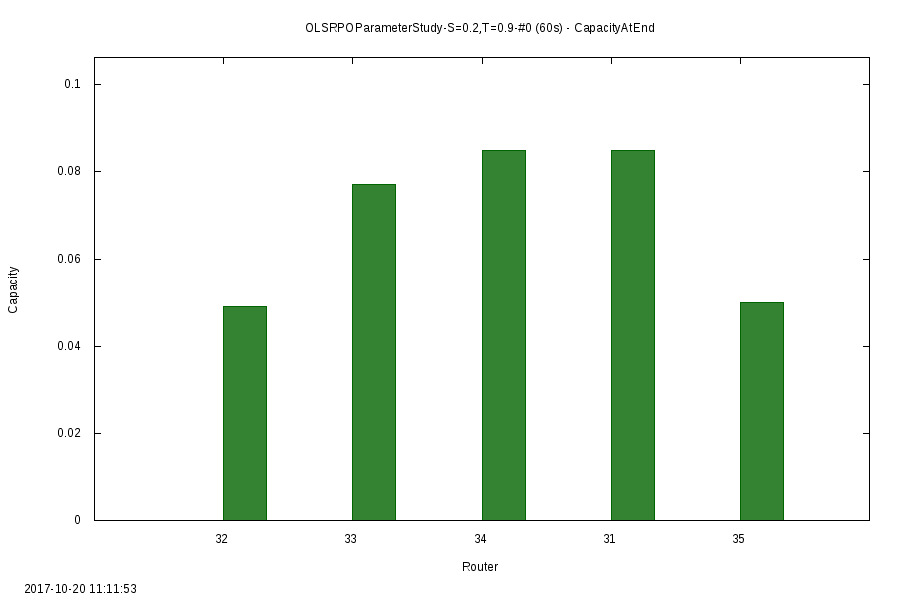 OLSRPOParameterStudy-S=0.2,T=0.9-#0 (60s) - CapacityAtEnd
0.1
0.08
0.06
0.04
0.02
0
Capacity
32 33 34 31 35
Router
2017-10-20 11:11:53